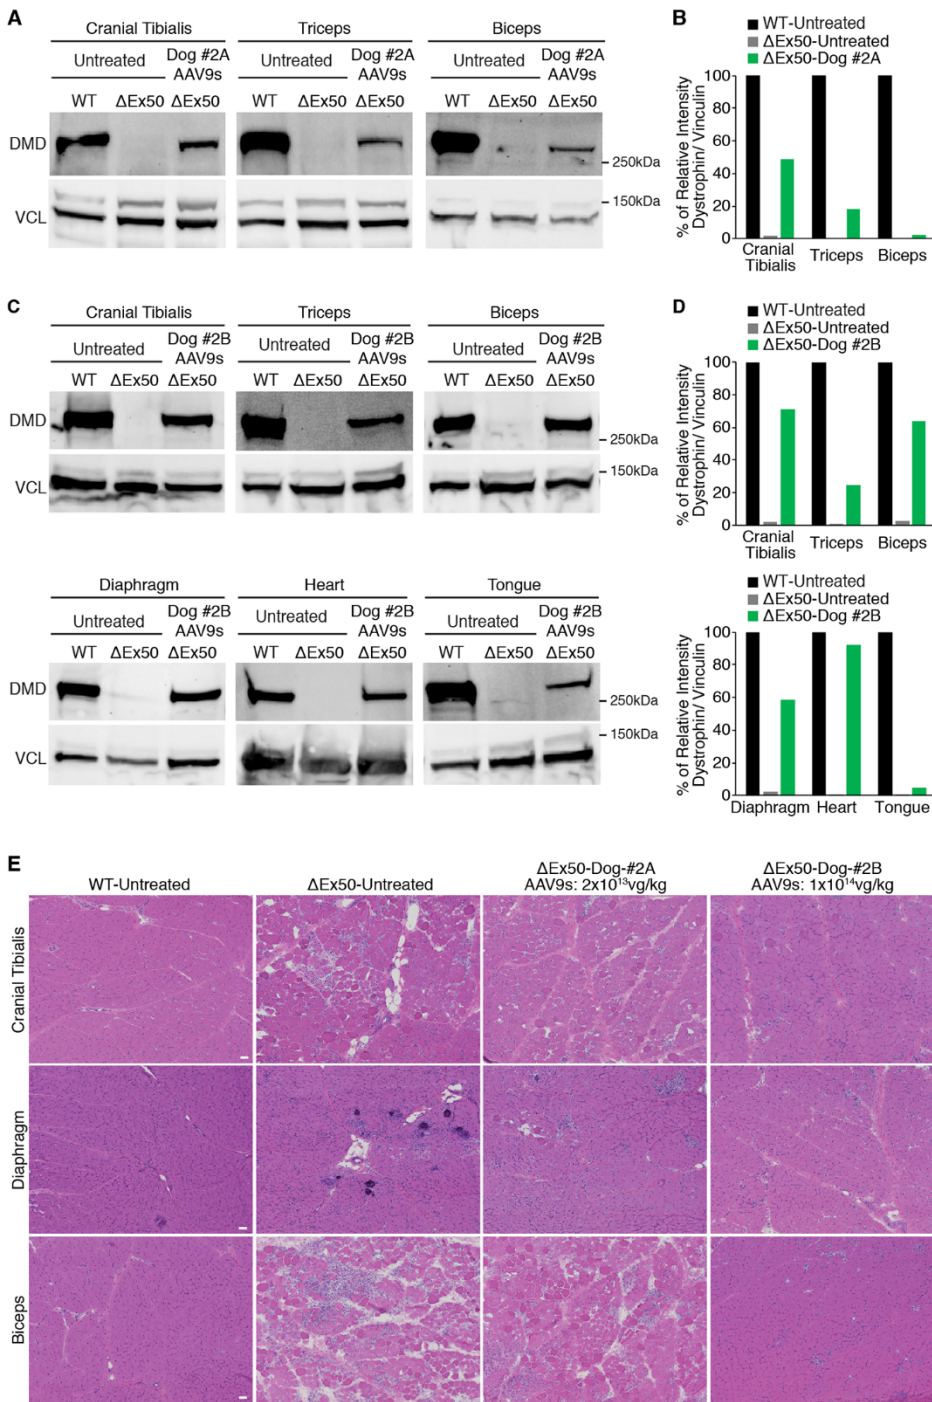 A
Cranial Tibialis Triceps Biceps
Untreated Dog #2A AAV9s Untreated Dog #2A AAV9s Untreated Dog #2A AAV9s
WT ΔEx50 ΔEx50 WT ΔEx50 ΔEx50 WT ΔEx50 ΔEx50
DMD
250kDa
150kDa
VCL
B
WT-Untreated
ΔEx50-Untreated
ΔEx50-Dog #2A
% of Relative Intensity
Dystrophin/ Vinculin
100
80
60
40
20
0
Cranial Tibialis Triceps Biceps
C
Cranial Tibialis Triceps Biceps
Untreated Dog #2B AAV9s Untreated Dog #2B AAV9s Untreated Dog #2B AAV9s
WT ΔEx50 ΔEx50 WT ΔEx50 ΔEx50 WT ΔEx50 ΔEx50
DMD
250kDa
150kDa
VCL
Diaphragm Heart Tongue
Untreated Dog #2B AAV9s Untreated Dog #2B AAV9s Untreated Dog #2B AAV9s
WT ΔEx50 ΔEx50 WT ΔEx50 ΔEx50 WT ΔEx50 ΔEx50
DMD
250kDa
150kDa
VCL
D
WT-Untreated
ΔEx50-Untreated
ΔEx50-Dog #2B
% of Relative Intensity
Dystrophin/ Vinculin
100
80
60
40
20
0
Cranial Tibialis Triceps Biceps
WT-Untreated
ΔEx50-Untreated
ΔEx50-Dog #2B
% of Relative Intensity
Dystrophin/ Vinculin
100
80
60
40
20
0
Diaphragm Heart Tongue
E
WT-Untreated ΔEx50-Untreated ΔEx50-Dog-#2A ΔEx50-Dog-#2B
AAV9s: 2x10¹³vg/kg AAV9s: 1x10¹⁴vg/kg
Cranial Tibialis
Diaphragm
Biceps